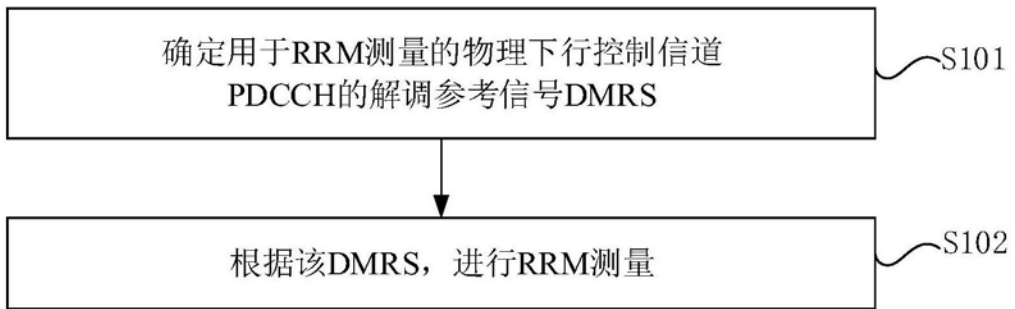 确定用于RRM测量的物理下行控制信道
PDCCH的解调参考信号DMRS
S101
根据该DMRS，进行RRM测量
S102